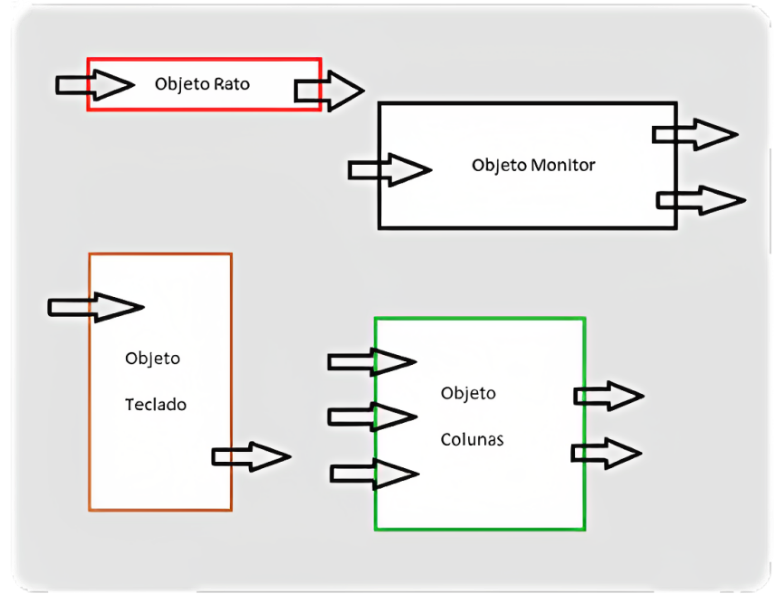 Objeto Rato
Objeto Monitor
Objeto
Teclado
Objeto
Colunas